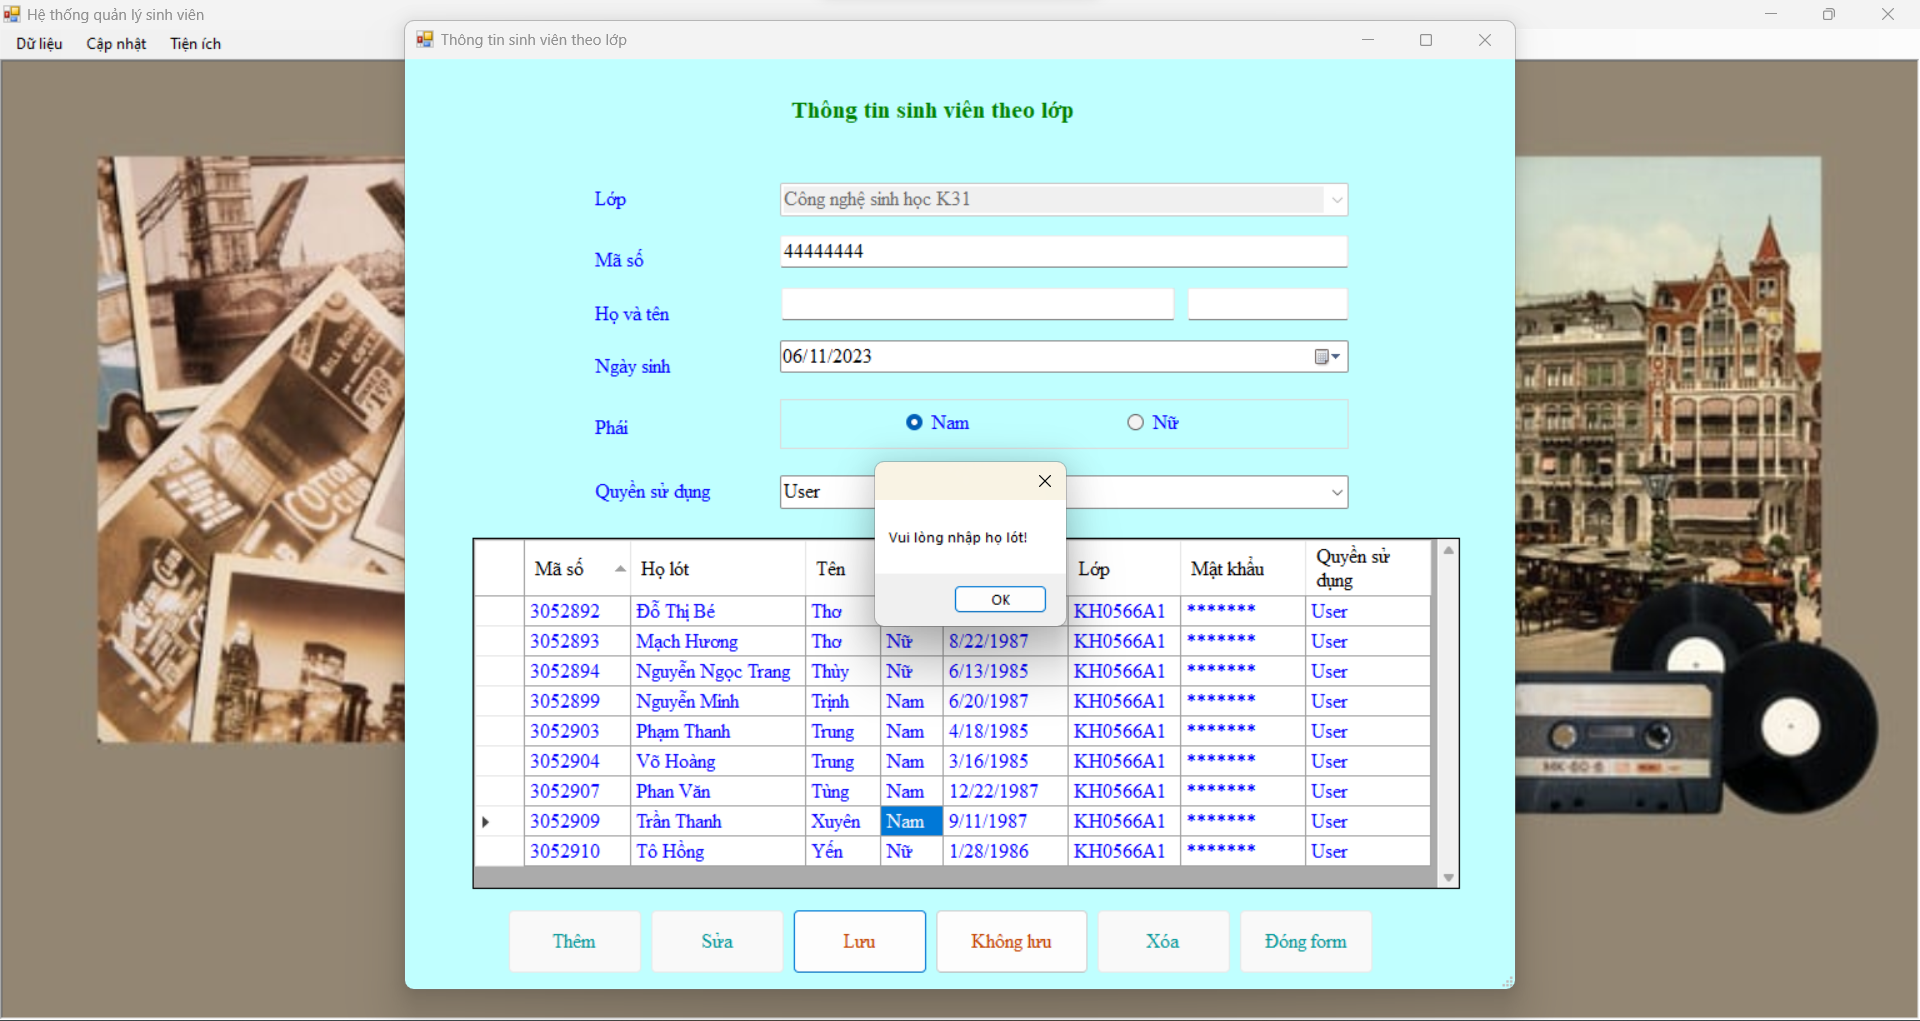 Hệ thống quản lý sinh viên
Dữ liệu Cập nhật Tiện ích
Thông tin sinh viên theo lớp
Thông tin sinh viên theo lớp
Lớp Công nghệ sinh học K31
Mã số 44444444
Họ và tên
Ngày sinh 06/11/2023
Phái Nam Nữ
Quyền sử dụng User
Vui lòng nhập họ lót!
OK
Mã số Họ lót Tên Lớp Mật khẩu Quyền sử dụng
3052892 Đỗ Thị Bé Thơ KH0566A1 ******* User
3052893 Mạch Hương Thơ Nữ 8/22/1987 KH0566A1 ******* User
3052894 Nguyễn Ngọc Trang Thùy Nữ 6/13/1985 KH0566A1 ******* User
3052899 Nguyễn Minh Trịnh Nam 6/20/1987 KH0566A1 ******* User
3052903 Phạm Thanh Trung Nam 4/18/1985 KH0566A1 ******* User
3052904 Võ Hoàng Trung Nam 3/16/1985 KH0566A1 ******* User
3052907 Phan Văn Tùng Nam 12/22/1987 KH0566A1 ******* User
3052909 Trần Thanh Xuyên Nam 9/11/1987 KH0566A1 ******* User
3052910 Tô Hồng Yến Nữ 1/28/1986 KH0566A1 ******* User
Thêm Sửa Lưu Không lưu Xóa Đóng form
COTTON